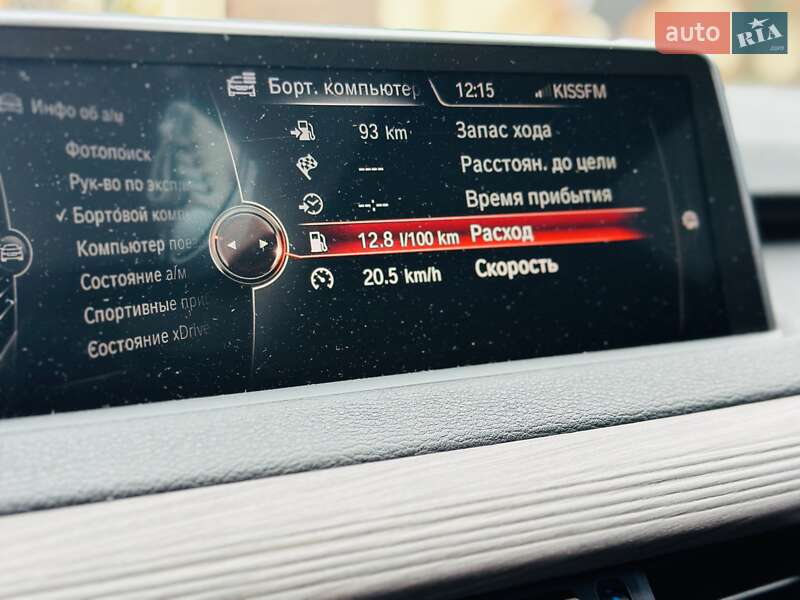 auto RIA .com
Борт. компьютер 12:15 KISSFM
Инфо об а/м
Фотопоиск
Рук-во по эксп
✓ Бортовой комп
Компьютер пое
Состояние а/м
Спортивные при
Состояние xDrive
93 km Запас хода
---- Расстоян. до цели
--:-- Время прибытия
12.8 l/100 km Расход
20.5 km/h Скорость